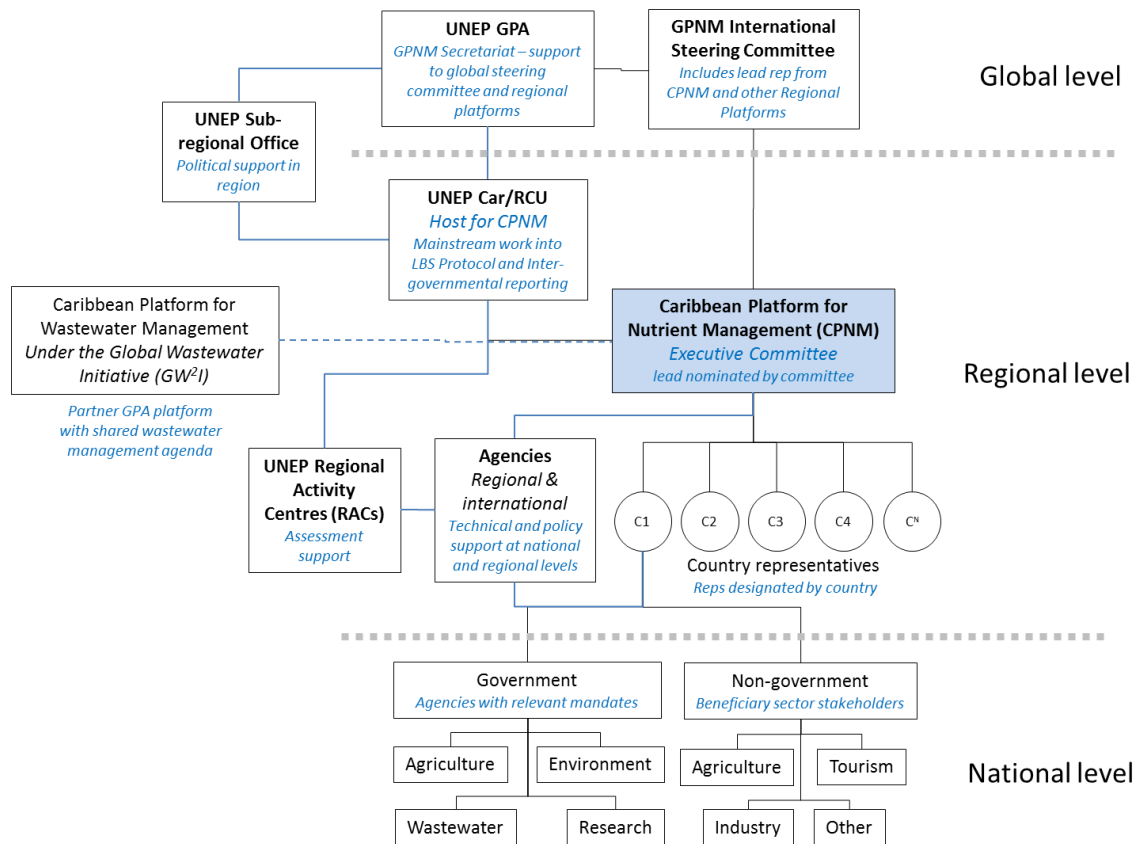 UNEP GPA
GPNM Secretariat – support
to global steering
committee and regional
platforms
GPNM International
Steering Committee
Includes lead rep from
CPNM and other Regional
Platforms
Global level
UNEP Sub-
regional Office
Political support in
region
UNEP Car/RCU
Host for CPNM
Mainstream work into
LBS Protocol and Inter-
governmental reporting
Caribbean Platform for
Wastewater Management
Under the Global Wastewater
Initiative (GW²I)
Partner GPA platform
with shared wastewater
management agenda
Caribbean Platform for
Nutrient Management (CPNM)
Executive Committee
lead nominated by committee
Regional level
UNEP Regional
Activity
Centres (RACs)
Assessment
support
Agencies
Regional &
international
Technical and policy
support at national
and regional levels
C1 C2 C3 C4 Cᴺ
Country representatives
Reps designated by country
Government
Agencies with relevant mandates
Non-government
Beneficiary sector stakeholders
Agriculture Environment
Wastewater Research
Agriculture Tourism
Industry Other
National level